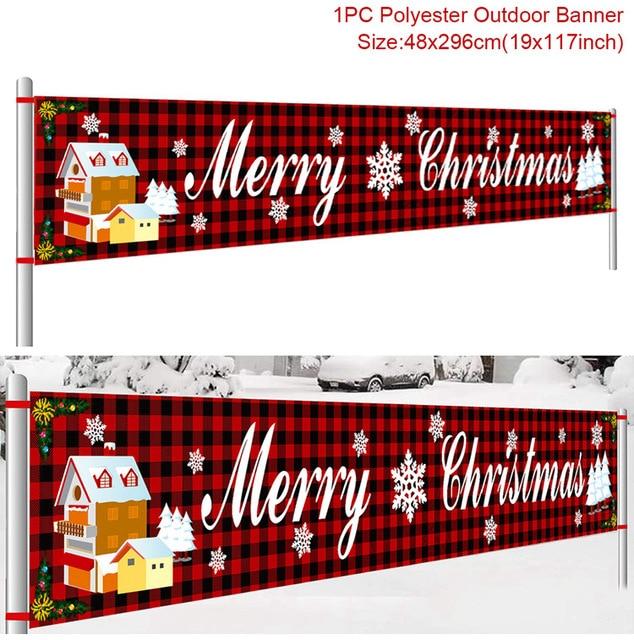 1PC Polyester Outdoor Banner
Size:48x296cm(19x117inch)
Merry Christmas
Merry Christmas